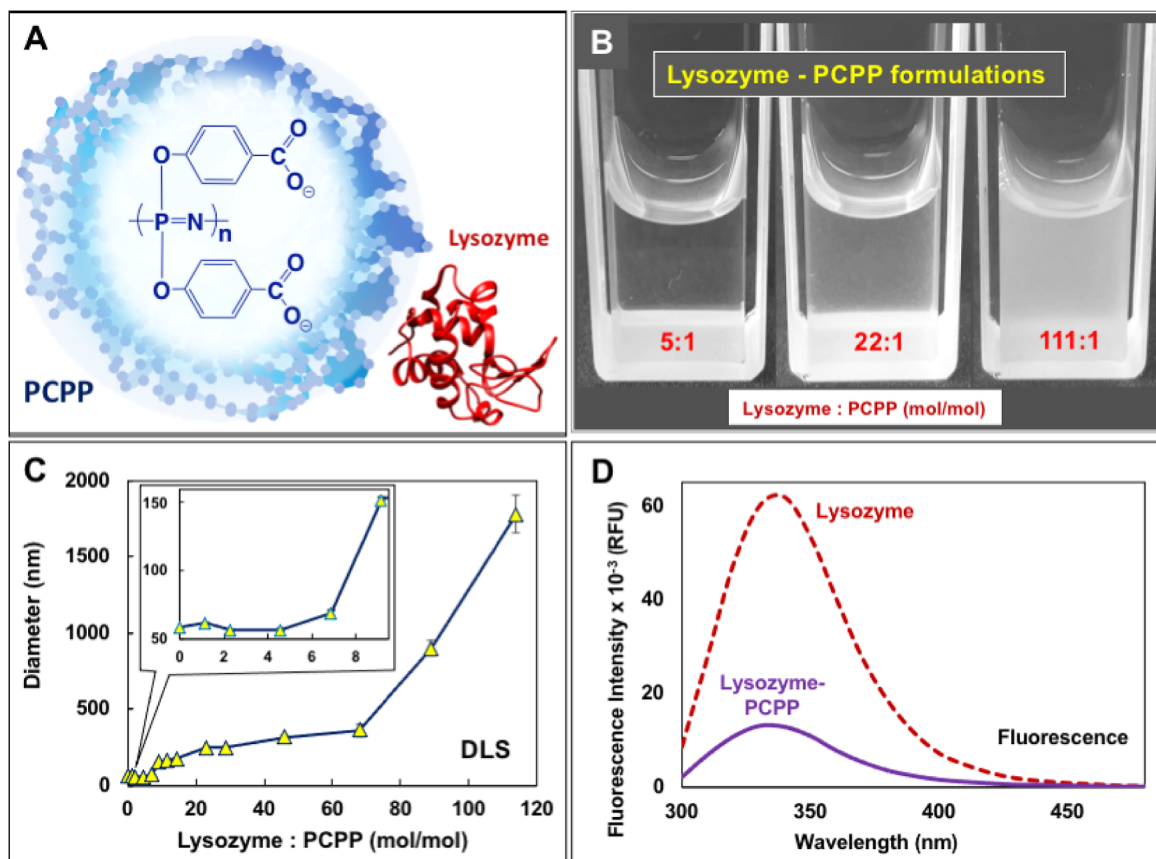 A
O
C
O
O⊖
( P=N )n
O
C
O
O⊖
Lysozyme
PCPP
B
Lysozyme - PCPP formulations
5:1
22:1
111:1
Lysozyme : PCPP (mol/mol)
C
Diameter (nm)
2000
1500
1000
500
0
150
100
50
0 2 4 6 8
DLS
0 20 40 60 80 100 120
Lysozyme : PCPP (mol/mol)
D
Fluorescence Intensity x 10⁻³ (RFU)
60
40
20
0
Lysozyme
Lysozyme-
PCPP
Fluorescence
300 350 400 450
Wavelength (nm)